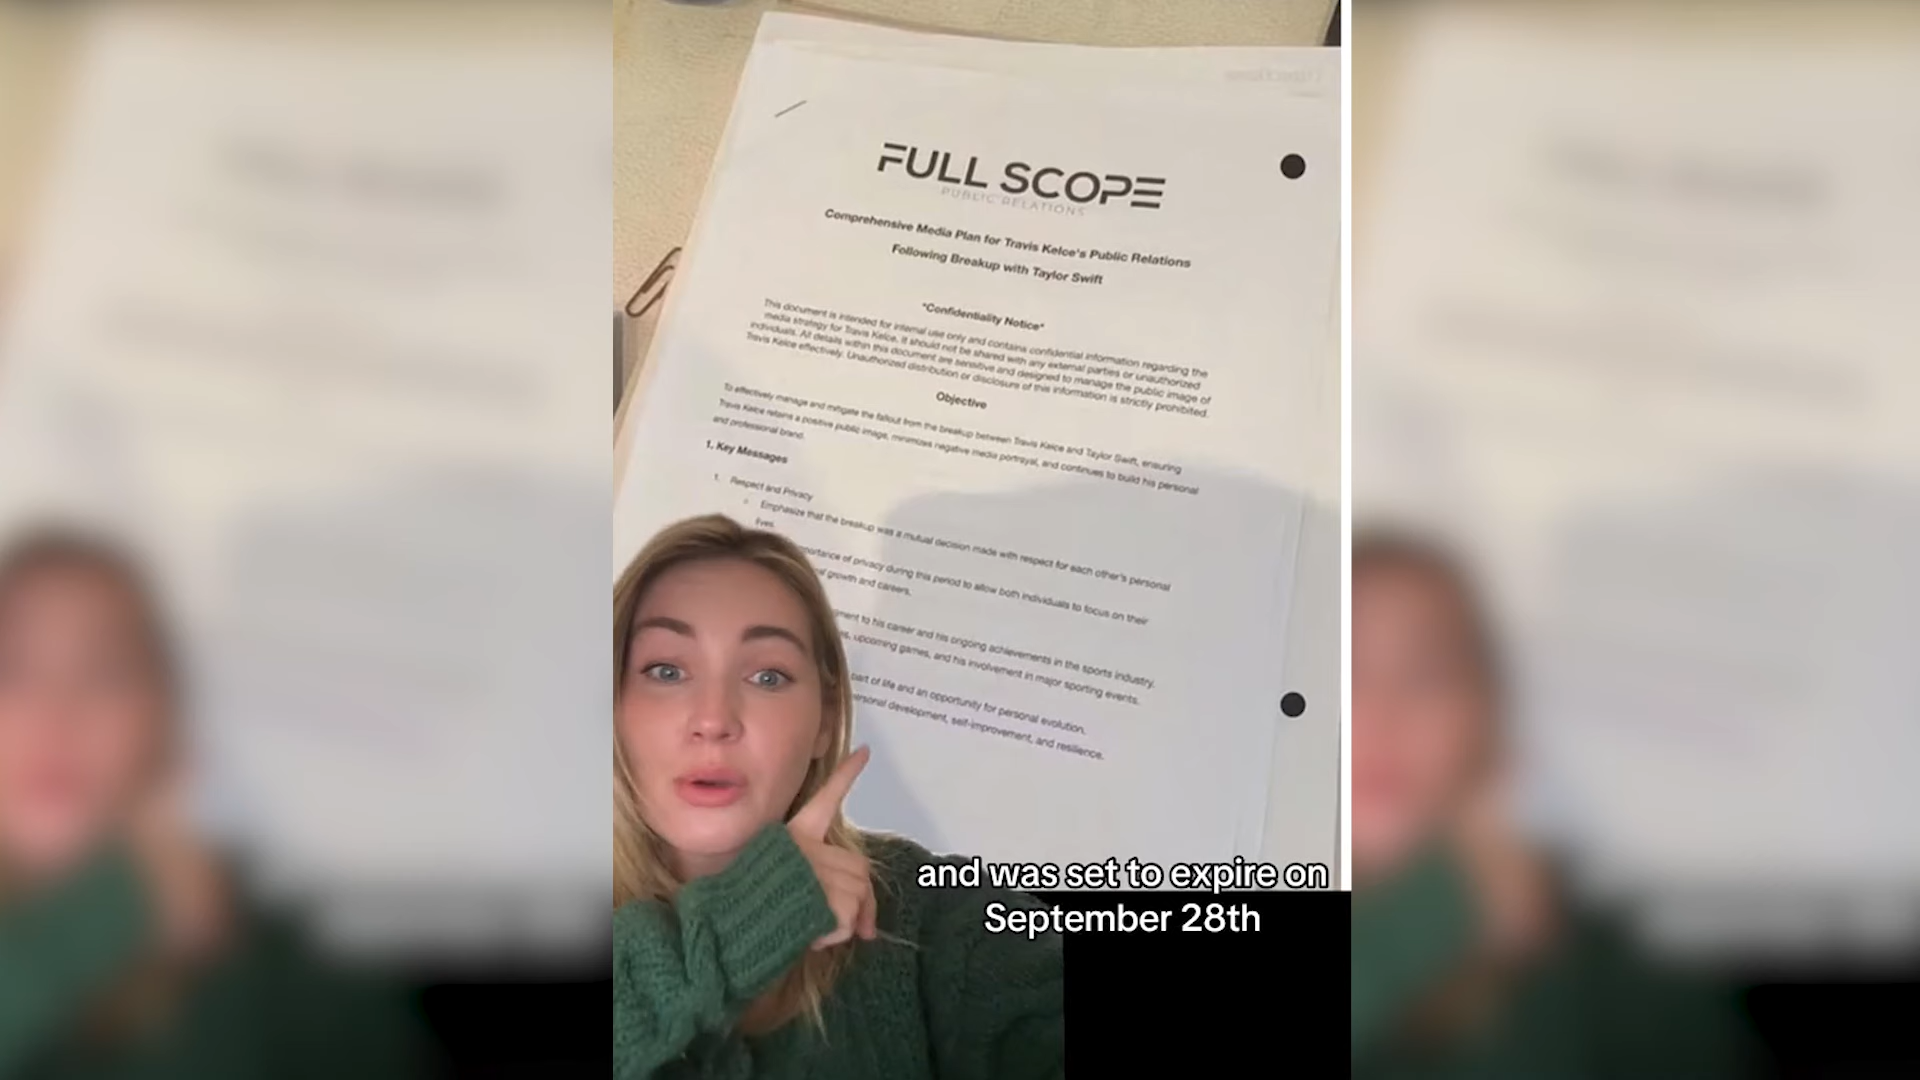 FULL SCOPE
PUBLIC RELATIONS
Comprehensive Media Plan for Travis Kelce's Public Relations
Following Breakup with Taylor Swift
*Confidentiality Notice*
This document is intended for internal use only and contains confidential information regarding the
media strategy for Travis Kelce. It should not be shared with any external parties or unauthorized
individuals. All details within this document are sensitive and designed to manage the public image of
Travis Kelce effectively. Unauthorized distribution or disclosure of this information is strictly prohibited.
Objective
To effectively manage and mitigate the fallout from the breakup between Travis Kelce and Taylor Swift, ensuring
Travis Kelce retains a positive public image, minimizes negative media portrayal, and continues to build his personal
and professional brand.
1. Key Messages
1. Respect and Privacy
Emphasize that the breakup was a mutual decision made with respect for each other's personal
lives.
of privacy during this period to allow both individuals to focus on their
growth and careers.
to his career and his ongoing achievements in the sports industry.
upcoming games, and his involvement in major sporting events.
part of life and an opportunity for personal evolution.
development, self-improvement, and resilience.
and was set to expire on
September 28th